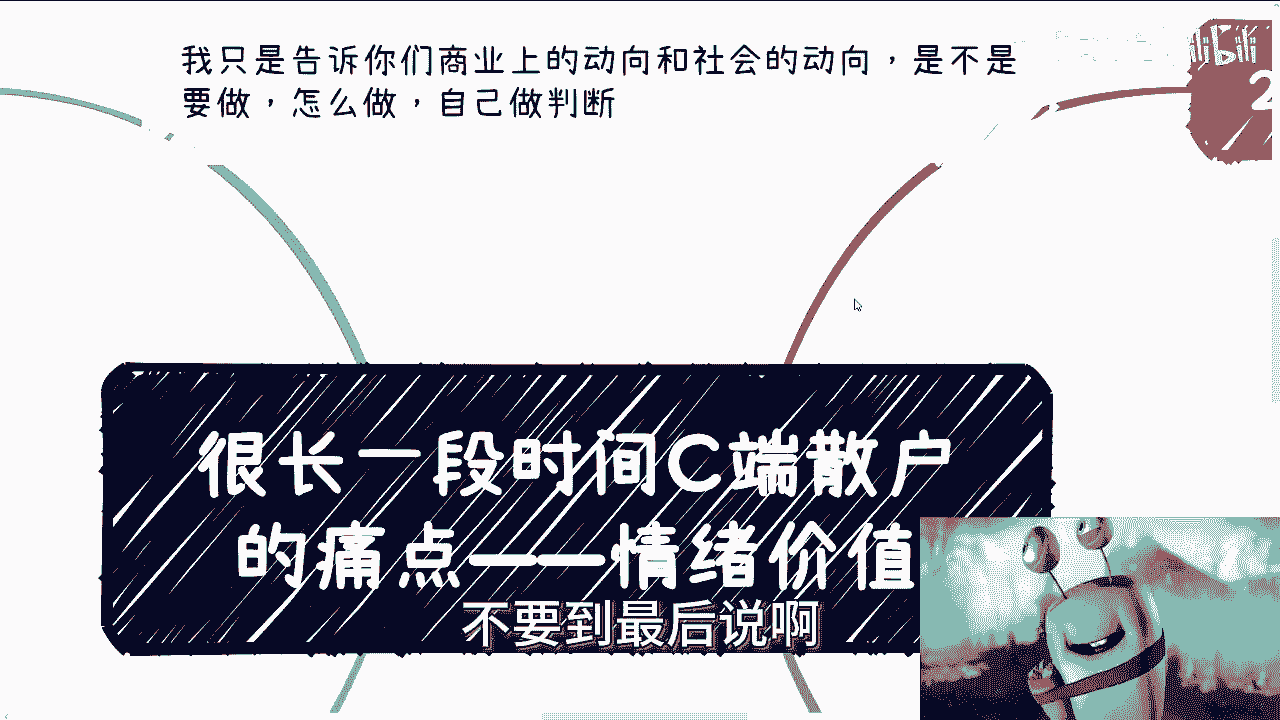 我只是告诉你们商业上的动向和社会的动向，是不是
要做，怎么做，自己做判断
2
很长一段时间C端散户
的痛点——情绪价值
不要到最后说啊